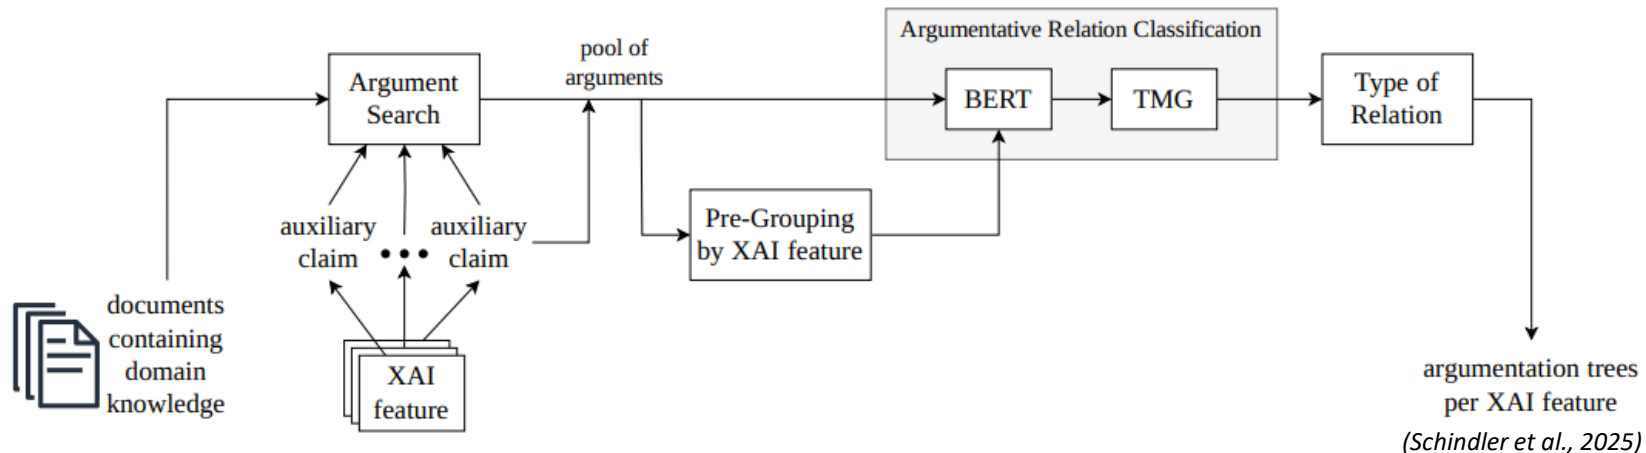 Argumentative Relation Classification
pool of
arguments
Argument
Search
BERT
TMG
Type of
Relation
auxiliary
claim
auxiliary
claim
Pre-Grouping
by XAI feature
documents
containing
domain
knowledge
XAI
feature
argumentation trees
per XAI feature
(Schindler et al., 2025)